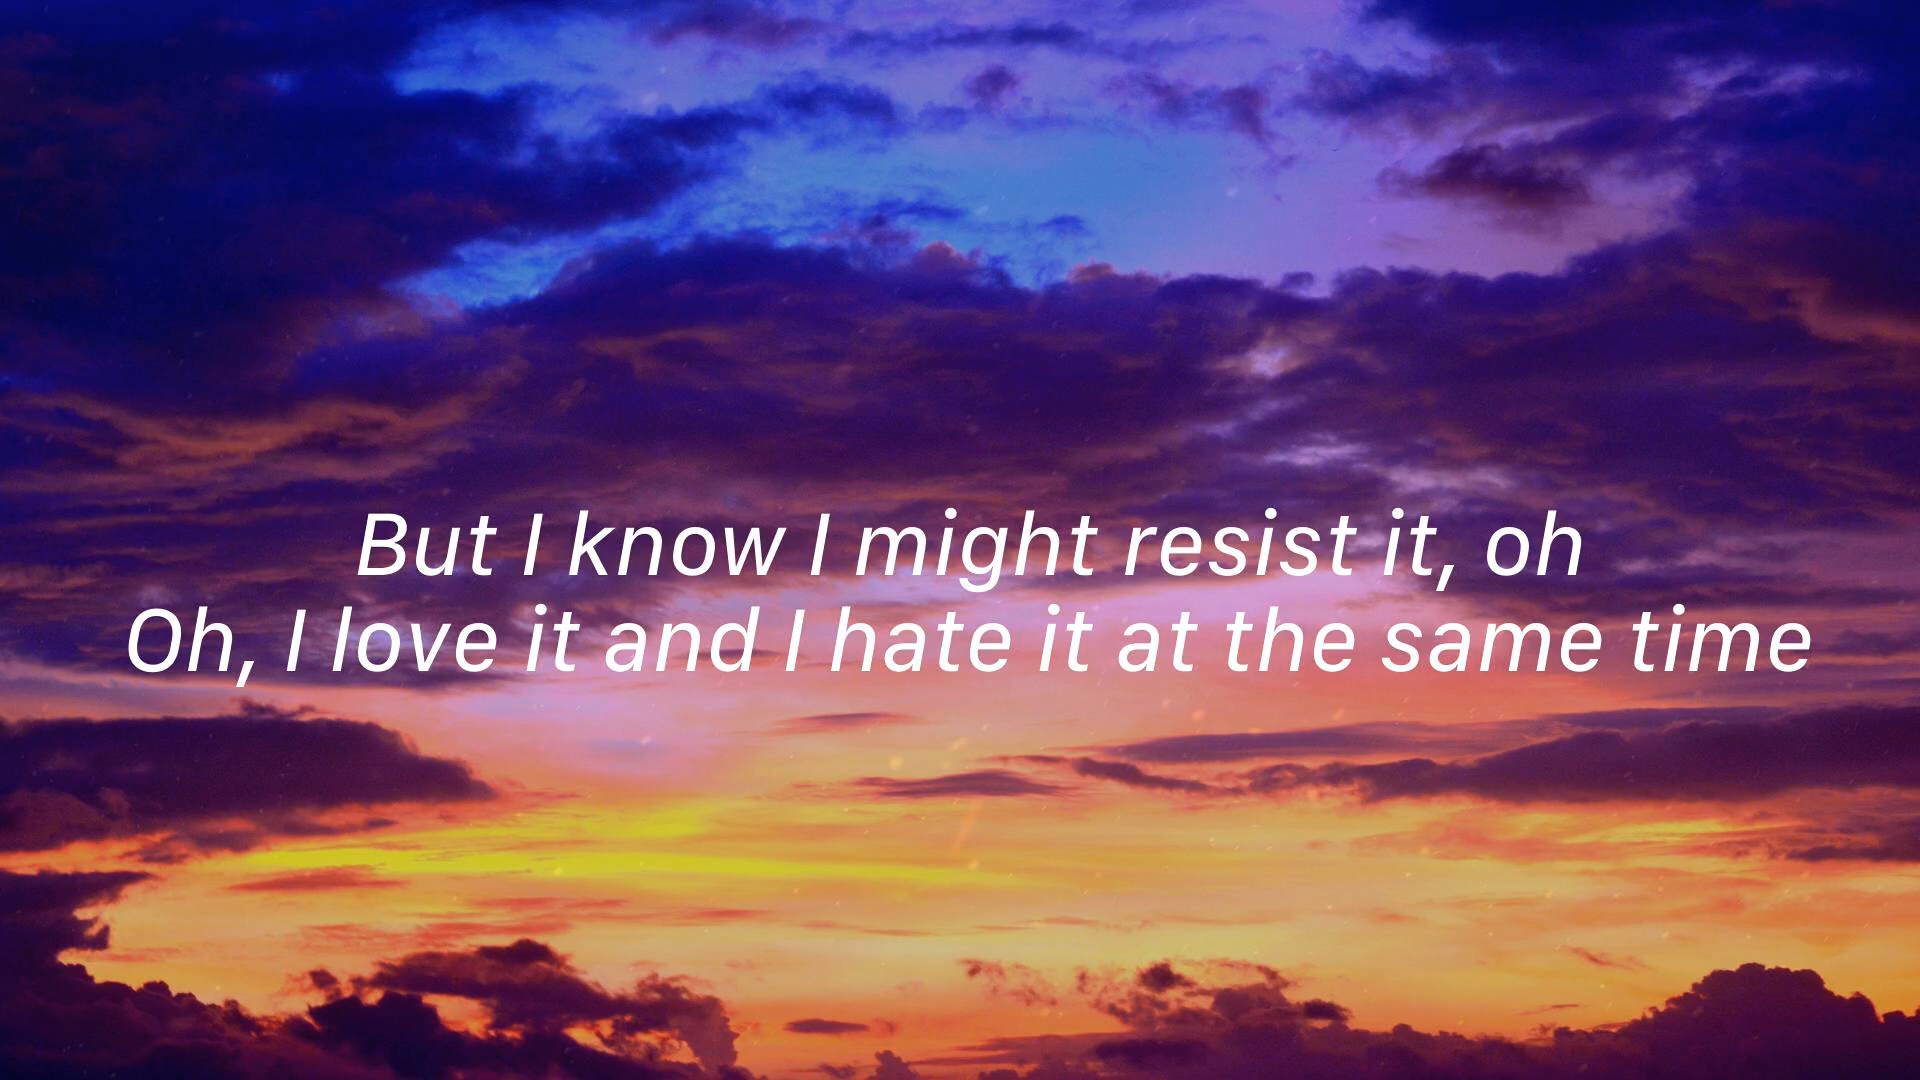 But I know I might resist it, oh
Oh, I love it and I hate it at the same time